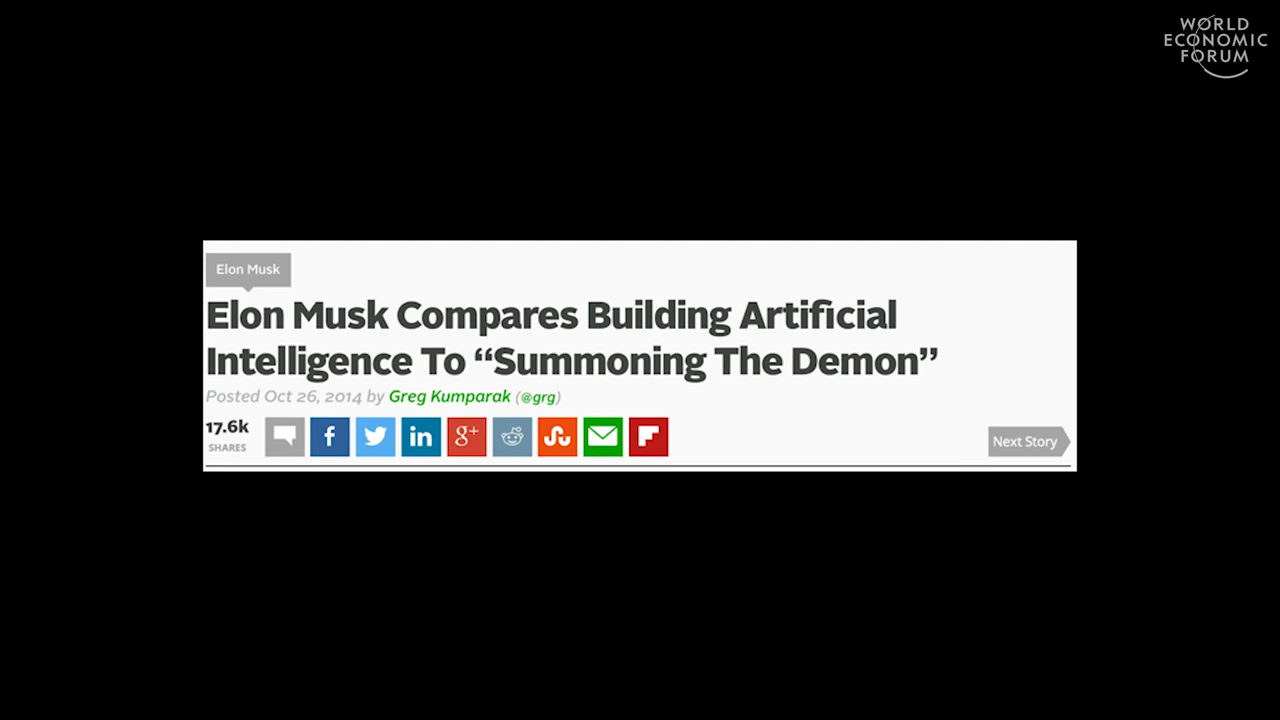 WORLD
ECONOMIC
FORUM
Elon Musk
Elon Musk Compares Building Artificial
Intelligence To “Summoning The Demon”
Posted Oct 26, 2014 by Greg Kumparak (@grg)
17.6k
SHARES
f
in
g+
Next Story